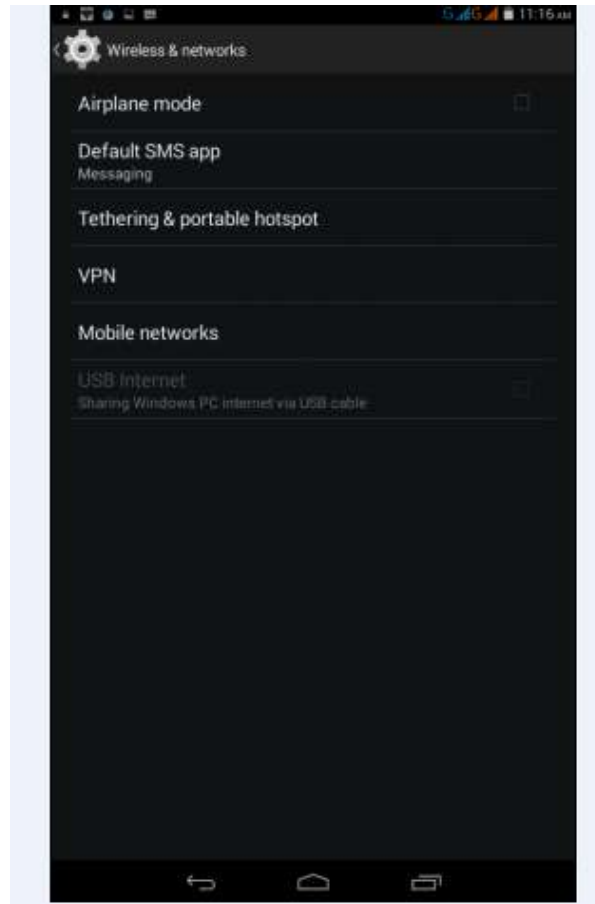 G G 11:16 AM
Wireless & networks
Airplane mode
Default SMS app
Messaging
Tethering & portable hotspot
VPN
Mobile networks
USB Internet
Sharing Windows PC internet via USB cable